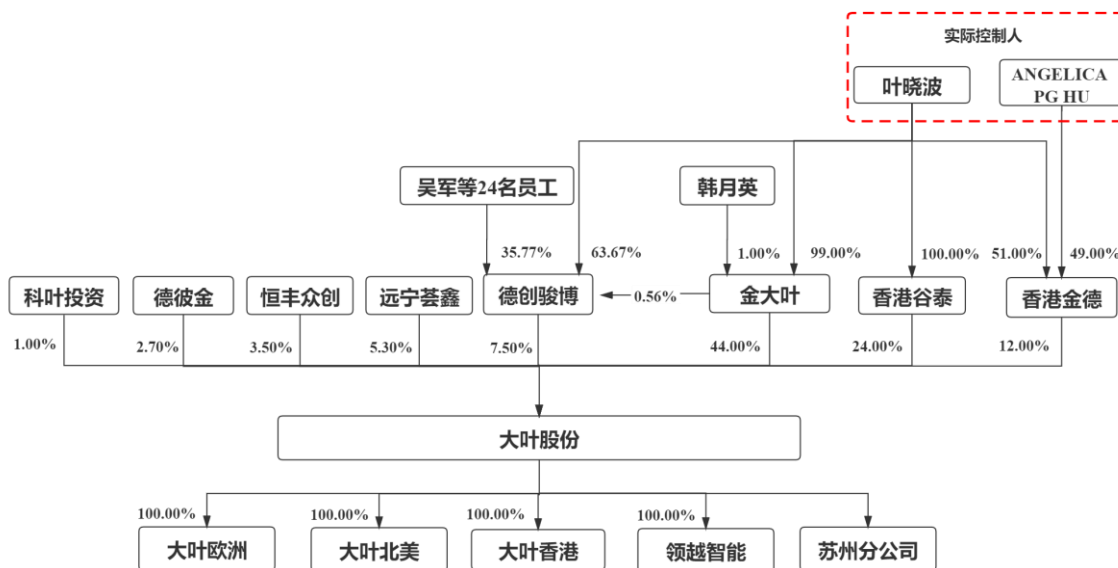 实际控制人
叶晓波
ANGELICA
PG HU
吴军等24名员工
韩月英
35.77%
63.67%
1.00%
99.00%
100.00%
51.00%
49.00%
科叶投资
德彼金
恒丰众创
远宁荟鑫
德创骏博
0.56%
金大叶
香港谷泰
香港金德
1.00%
2.70%
3.50%
5.30%
7.50%
44.00%
24.00%
12.00%
大叶股份
100.00%
100.00%
100.00%
100.00%
大叶欧洲
大叶北美
大叶香港
领越智能
苏州分公司